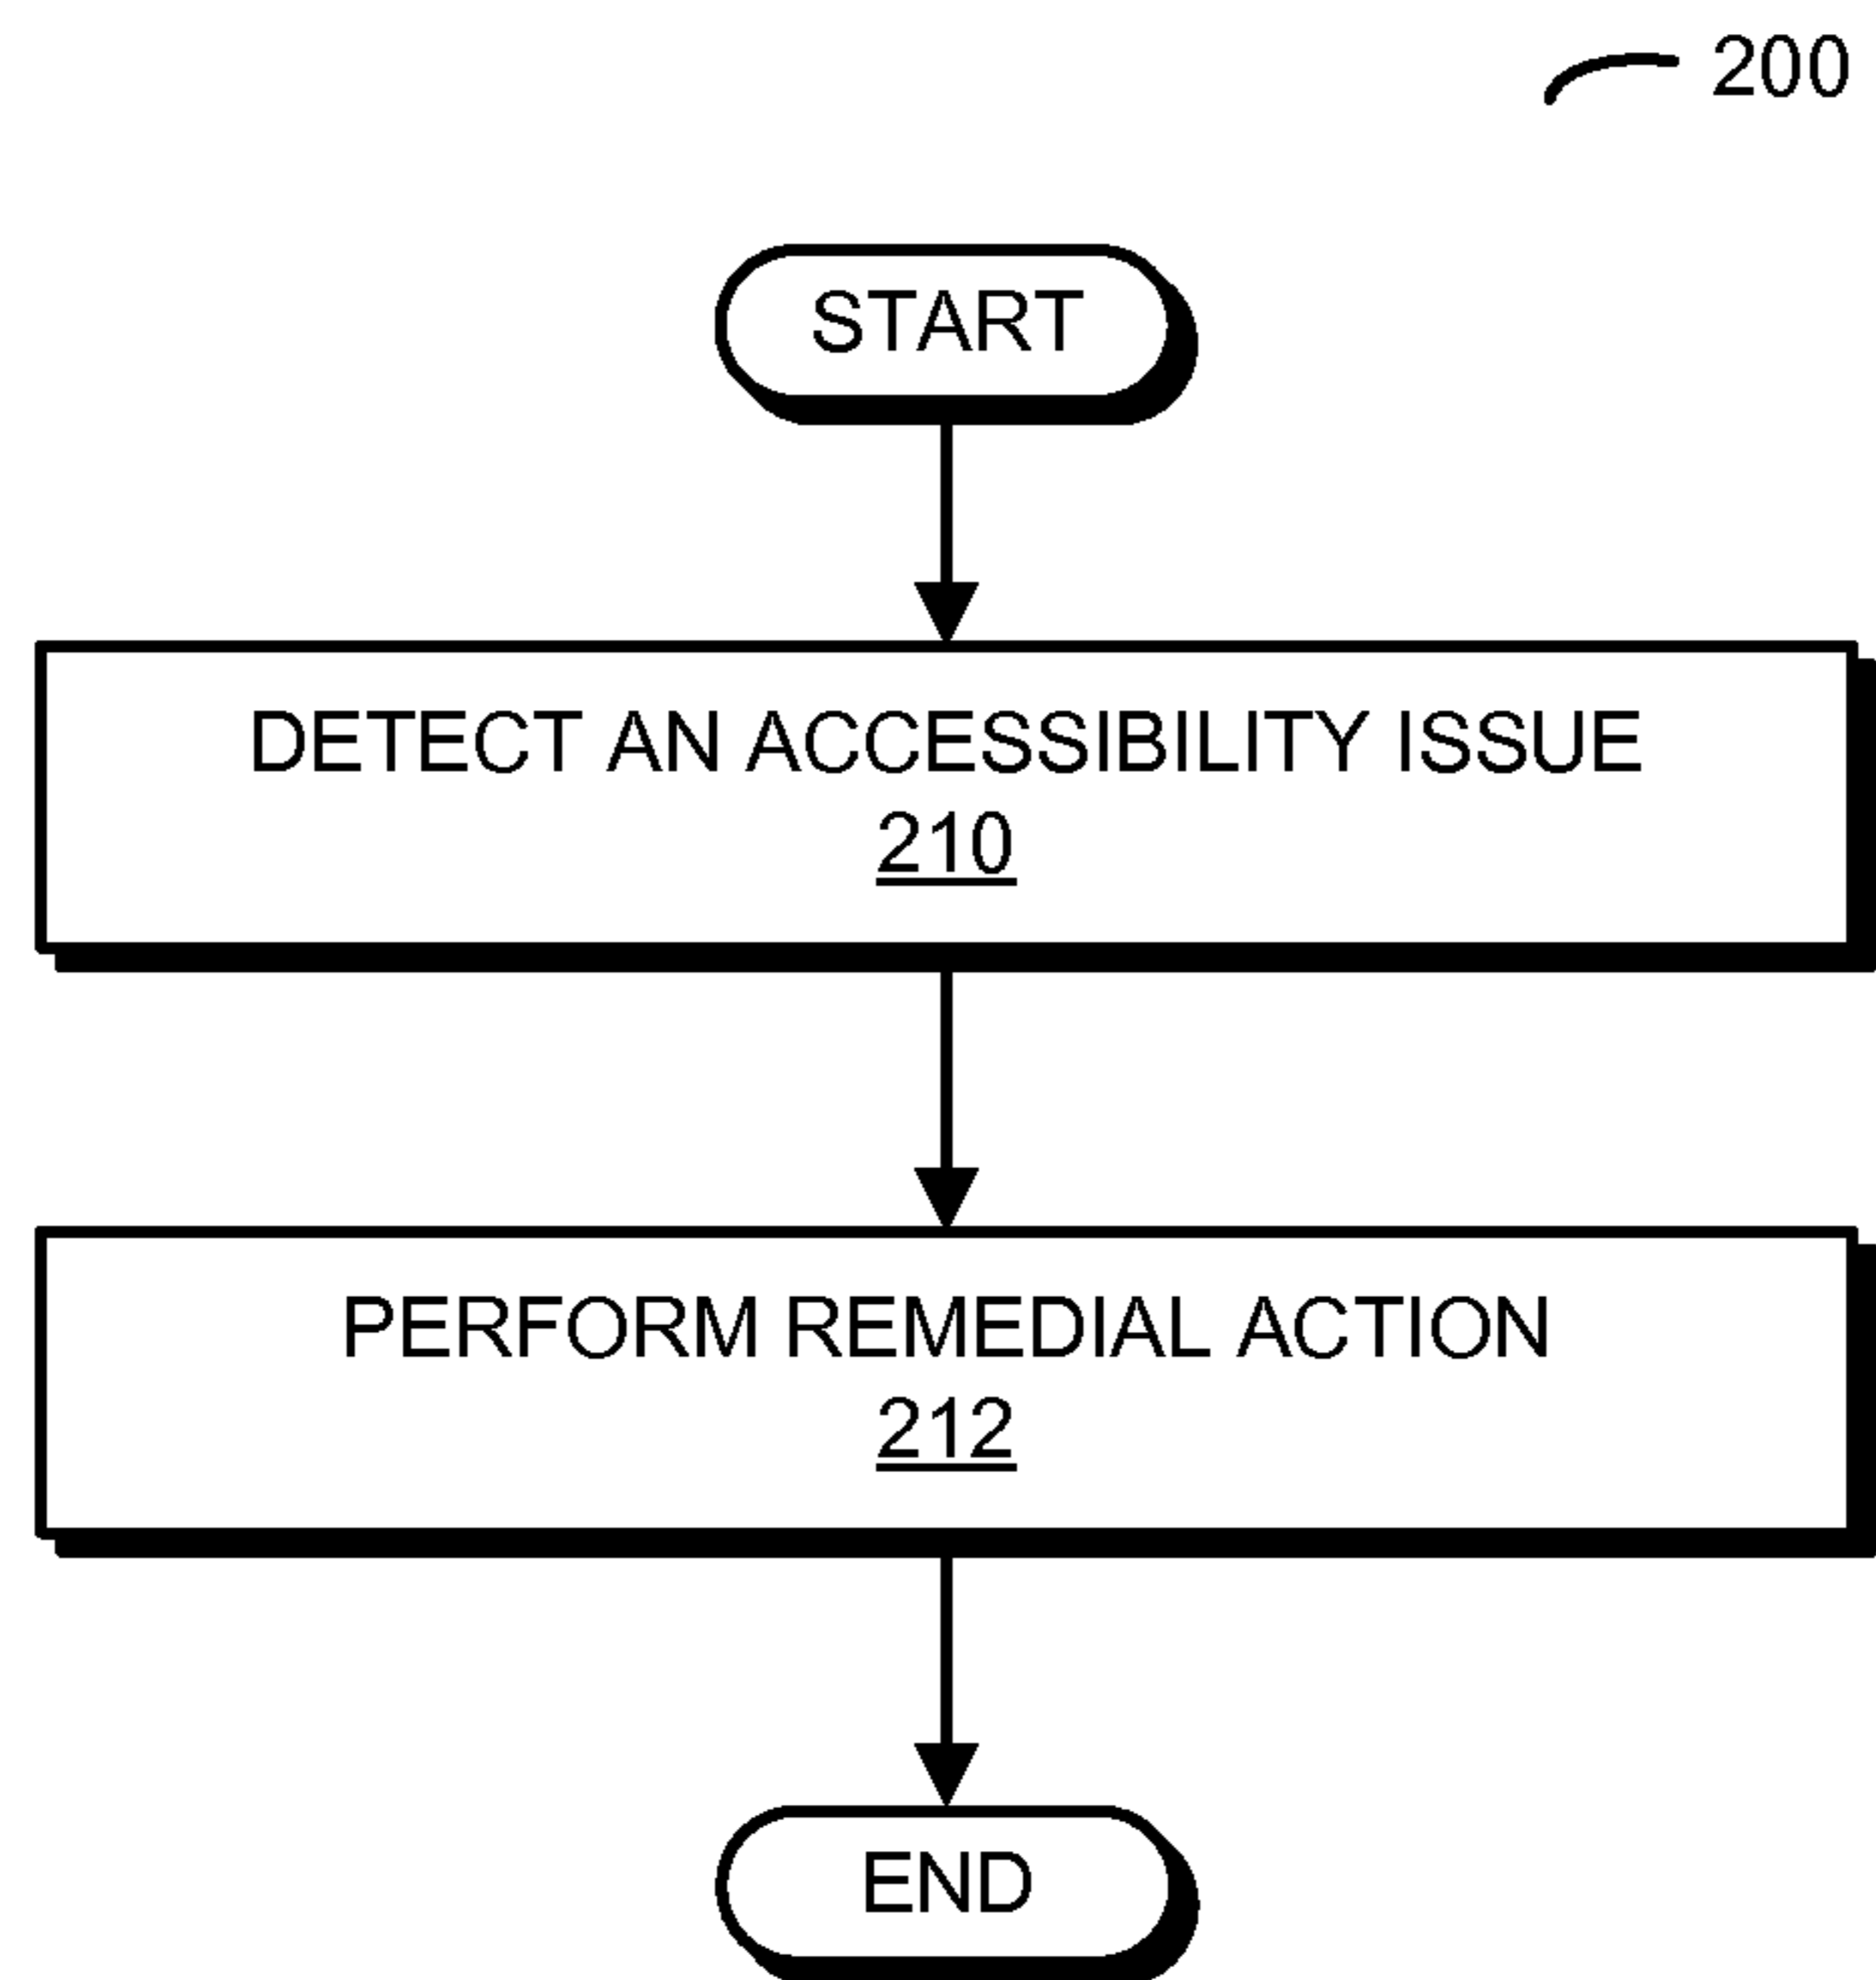 200
START
DETECT AN ACCESSIBILITY ISSUE
210
PERFORM REMEDIAL ACTION
212
END